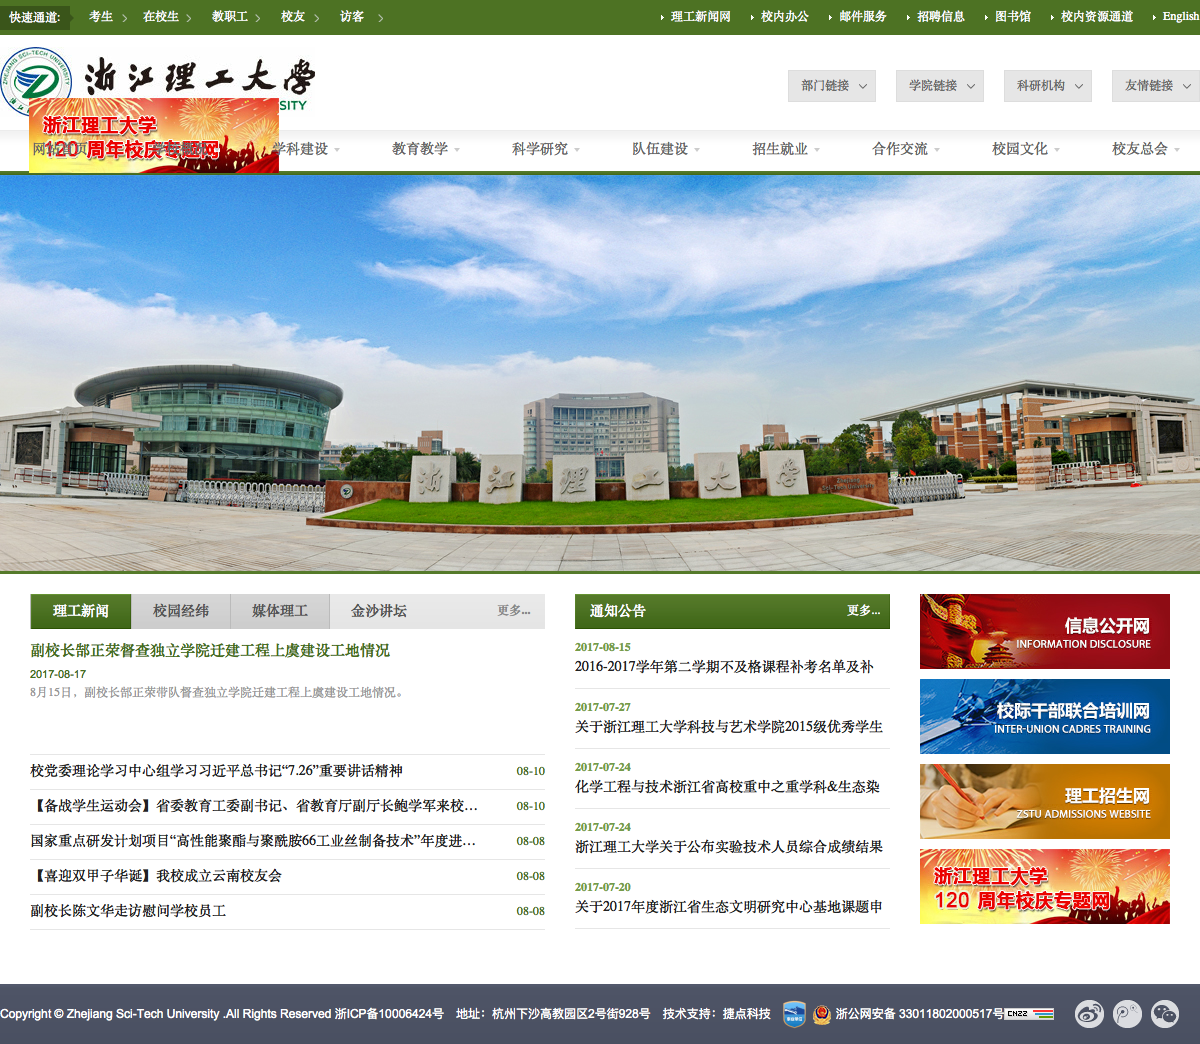 快速通道: 考生 在校生 教职工 校友 访客 理工新闻网 校内办公 邮件服务 招聘信息 图书馆 校内资源通道 English
ZHEJIANG SCI-TECH UNIVERSITY
浙江理工大学
SITY
部门链接 学院链接 科研机构 友情链接
浙江理工大学
120 周年校庆专题网
学科建设 教育教学 科学研究 队伍建设 招生就业 合作交流 校园文化 校友总会
浙江理工大学
理工新闻 校园经纬 媒体理工 金沙讲坛 更多...
副校长郜正荣督查独立学院迁建工程上虞建设工地情况
2017-08-17
8月15日，副校长郜正荣带队督查独立学院迁建工程上虞建设工地情况。
校党委理论学习中心组学习习近平总书记“7.26”重要讲话精神 08-10
【备战学生运动会】省委教育工委副书记、省教育厅副厅长鲍学军来校... 08-10
国家重点研发计划项目“高性能聚酯与聚酰胺66工业丝制备技术”年度进... 08-08
【喜迎双甲子华诞】我校成立云南校友会 08-08
副校长陈文华走访慰问学校员工 08-08
通知公告 更多...
2017-08-15
2016-2017学年第二学期不及格课程补考名单及补
2017-07-27
关于浙江理工大学科技与艺术学院2015级优秀学生
2017-07-24
化学工程与技术浙江省高校重中之重学科&生态染
2017-07-24
浙江理工大学关于公布实验技术人员综合成绩结果
2017-07-20
关于2017年度浙江省生态文明研究中心基地课题申
信息公开网
INFORMATION DISCLOSURE
校际干部联合培训网
INTER-UNION CADRES TRAINING
理工招生网
ZSTU ADMISSIONS WEBSITE
浙江理工大学
120 周年校庆专题网
Copyright © Zhejiang Sci-Tech University .All Rights Reserved 浙ICP备10006424号 地址：杭州下沙高教园区2号街928号 技术支持：捷点科技 浙公网安备 33011802000517号 CNZZ